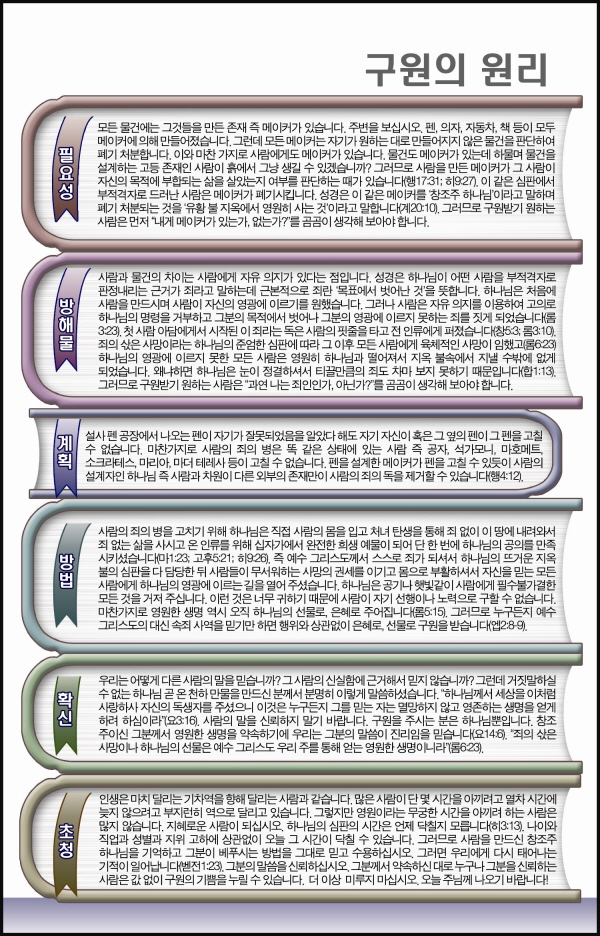 구원의 원리
필요성
모든 물건에는 그것들을 만든 존재 즉 메이커가 있습니다. 주변을 보십시오. 펜, 의자, 자동차, 책 등이 모두
메이커에 의해 만들어졌습니다. 그런데 모든 메이커는 자기가 원하는 대로 만들어지지 않은 물건을 판단하여
폐기 처분합니다. 이와 마찬 가지로 사람에게도 메이커가 있습니다. 물건도 메이커가 있는데 하물며 물건을
설계하는 고등 존재인 사람이 흙에서 그냥 생길 수 있겠습니까? 그러므로 사람을 만든 메이커가 그 사람이
자신의 목적에 부합되는 삶을 살았는지 여부를 판단하는 때가 있습니다(행17:31; 히9:27). 이 같은 심판에서
부적격자로 드러난 사람은 메이커가 폐기시킵니다. 성경은 이 같은 메이커를 '창조주 하나님'이라고 말하며
폐기 처분되는 것을 '유황 불 지옥에서 영원히 사는 것'이라고 말합니다(계20:10). 그러므로 구원받기 원하는
사람은 먼저 "내게 메이커가 있는가, 없는가?"를 곰곰이 생각해 보아야 합니다.
방해물
사람과 물건의 차이는 사람에게 자유 의지가 있다는 점입니다. 성경은 하나님이 어떤 사람을 부적격자로
판정내리는 근거가 죄라고 말하는데 근본적으로 죄란 '목표에서 벗어난 것'을 뜻합니다. 하나님은 처음에
사람을 만드시며 사람이 자신의 영광에 이르기를 원했습니다. 그러나 사람은 자유 의지를 이용하여 고의로
하나님의 명령을 거부하고 그분의 목적에서 벗어나 그분의 영광에 이르지 못하는 죄를 짓게 되었습니다(롬
3:23). 첫 사람 아담에게서 시작된 이 죄라는 독은 사람의 핏줄을 타고 전 인류에게 퍼졌습니다(창5:3; 롬3:10).
죄의 삯은 사망이라는 하나님의 준엄한 심판에 따라 그 이후 모든 사람에게 육체적인 사망이 임했고(롬6:23)
하나님의 영광에 이르지 못한 모든 사람은 영원히 하나님과 떨어져서 지옥 불속에서 지낼 수밖에 없게
되었습니다. 왜냐하면 하나님은 눈이 정결하셔서 티끌만큼의 죄도 차마 보지 못하기 때문입니다(합1:13).
그러므로 구원받기 원하는 사람은 "과연 나는 죄인인가, 아닌가?"를 곰곰이 생각해 보아야 합니다.
계획
설사 펜 공장에서 나오는 펜이 자기가 잘못되었음을 알았다 해도 자기 자신이 혹은 그 옆의 펜이 그 펜을 고칠
수 없습니다. 마찬가지로 사람의 죄의 병은 똑 같은 상태에 있는 사람 즉 공자, 석가모니, 마호메트,
소크라테스, 마리아, 마더 테레사 등이 고칠 수 없습니다. 펜을 설계한 메이커가 펜을 고칠 수 있듯이 사람의
설계자인 하나님 즉 사람과 차원이 다른 외부의 존재만이 사람의 죄의 독을 제거할 수 있습니다(행4:12).
방법
사람의 죄의 병을 고치기 위해 하나님은 직접 사람의 몸을 입고 처녀 탄생을 통해 죄 없이 이 땅에 내려와서
죄 없는 삶을 사시고 온 인류를 위해 십자가에서 완전한 희생 예물이 되어 단 한 번에 하나님의 공의를 만족
시키셨습니다(마1:23; 고후5:21; 히9:26). 즉 예수 그리스도께서 스스로 죄가 되셔서 하나님의 뜨거운 지옥
불의 심판을 다 담당한 뒤 사람들이 무서워하는 사망의 권세를 이기고 몸으로 부활하셔서 자신을 믿는 모든
사람에게 하나님의 영광에 이르는 길을 열어 주셨습니다. 하나님은 공기나 햇빛같이 사람에게 필수불가결한
모든 것을 거저 주십니다. 이런 것은 너무 귀하기 때문에 사람이 자기 선행이나 노력으로 구할 수 없습니다.
마찬가지로 영원한 생명 역시 오직 하나님의 선물로, 은혜로 주어집니다(롬5:15). 그러므로 누구든지 예수
그리스도의 대신 속죄 사역을 믿기만 하면 행위와 상관없이 은혜로, 선물로 구원을 받습니다(엡2:8-9).
확신
우리는 어떻게 다른 사람의 말을 믿습니까? 그 사람의 신실함에 근거해서 믿지 않습니까? 그런데 거짓말하실
수 없는 하나님 곧 온 천하 만물을 만드신 분께서 분명히 이렇게 말씀하셨습니다. "하나님께서 세상을 이처럼
사랑하사 자신의 독생자를 주셨으니 이것은 누구든지 그를 믿는 자는 멸망하지 않고 영존하는 생명을 얻게
하려 하심이라"(요3:16). 사람의 말을 신뢰하지 말기 바랍니다. 구원을 주시는 분은 하나님뿐입니다. 창조
주이신 그분께서 영원한 생명을 약속하기에 우리는 그분의 말씀이 진리임을 믿습니다(요14:6). "죄의 삯은
사망이나 하나님의 선물은 예수 그리스도 우리 주를 통해 얻는 영원한 생명이니라"(롬6:23).
초청
인생은 마치 달리는 기차역을 향해 달리는 사람과 같습니다. 많은 사람이 단 몇 시간을 아끼려고 열차 시간에
늦지 않으려고 부지런히 역으로 달리고 있습니다. 그렇지만 영원이라는 무궁한 시간을 아끼려 하는 사람은
많지 않습니다. 지혜로운 사람이 되십시오. 하나님의 심판의 시간은 언제 닥칠지 모릅니다(히3:13). 나이와
직업과 성별과 지위 고하에 상관없이 오늘 그 시간이 닥칠 수 있습니다. 그러므로 사람을 만드신 창조주
하나님을 기억하고 그분이 베푸시는 방법을 그대로 믿고 수용하십시오. 그러면 우리에게 다시 태어나는
기적이 일어납니다(벧전1:23). 그분의 말씀을 신뢰하십시오. 그분께서 약속하신 대로 누구나 그분을 신뢰하는
사람은 값 없이 구원의 기쁨을 누릴 수 있습니다. 더 이상 미루지 마십시오. 오늘 주님께 나오기 바랍니다!